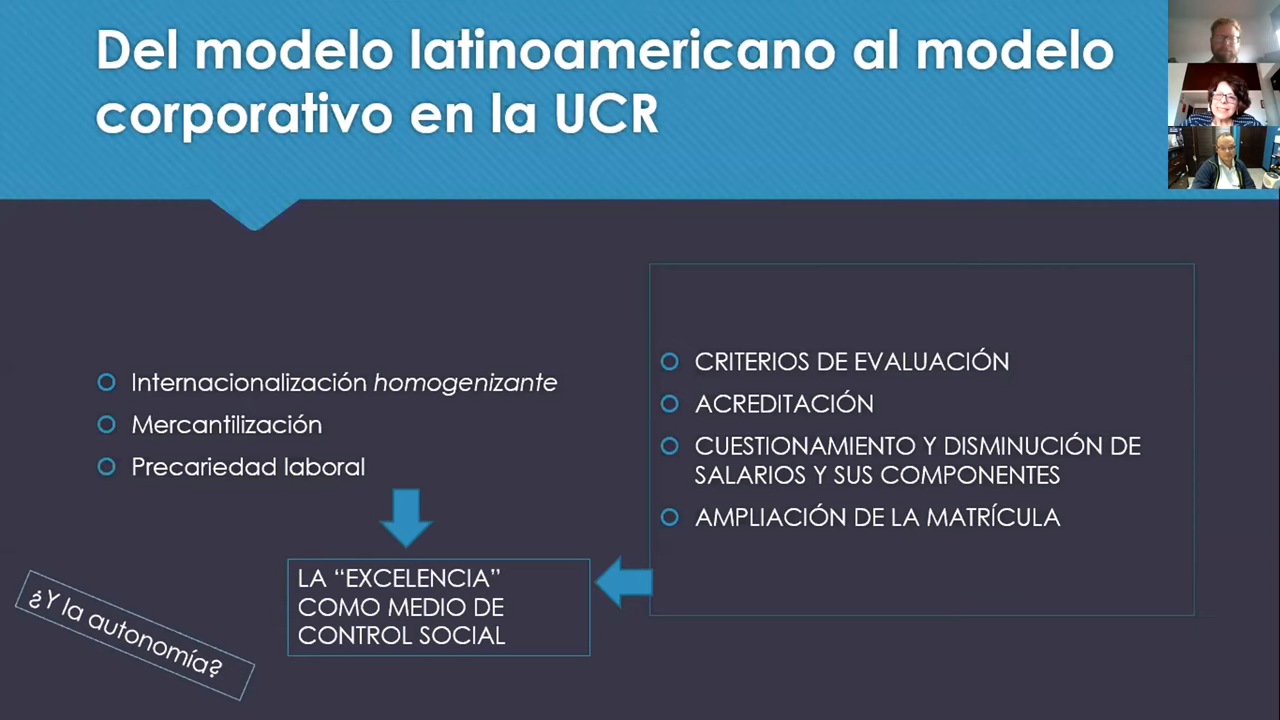 Del modelo latinoamericano al modelo
corporativo en la UCR
Internacionalización homogenizante
Mercantilización
Precariedad laboral
CRITERIOS DE EVALUACIÓN
ACREDITACIÓN
CUESTIONAMIENTO Y DISMINUCIÓN DE
SALARIOS Y SUS COMPONENTES
AMPLIACIÓN DE LA MATRÍCULA
LA “EXCELENCIA”
COMO MEDIO DE
CONTROL SOCIAL
¿Y la autonomía?